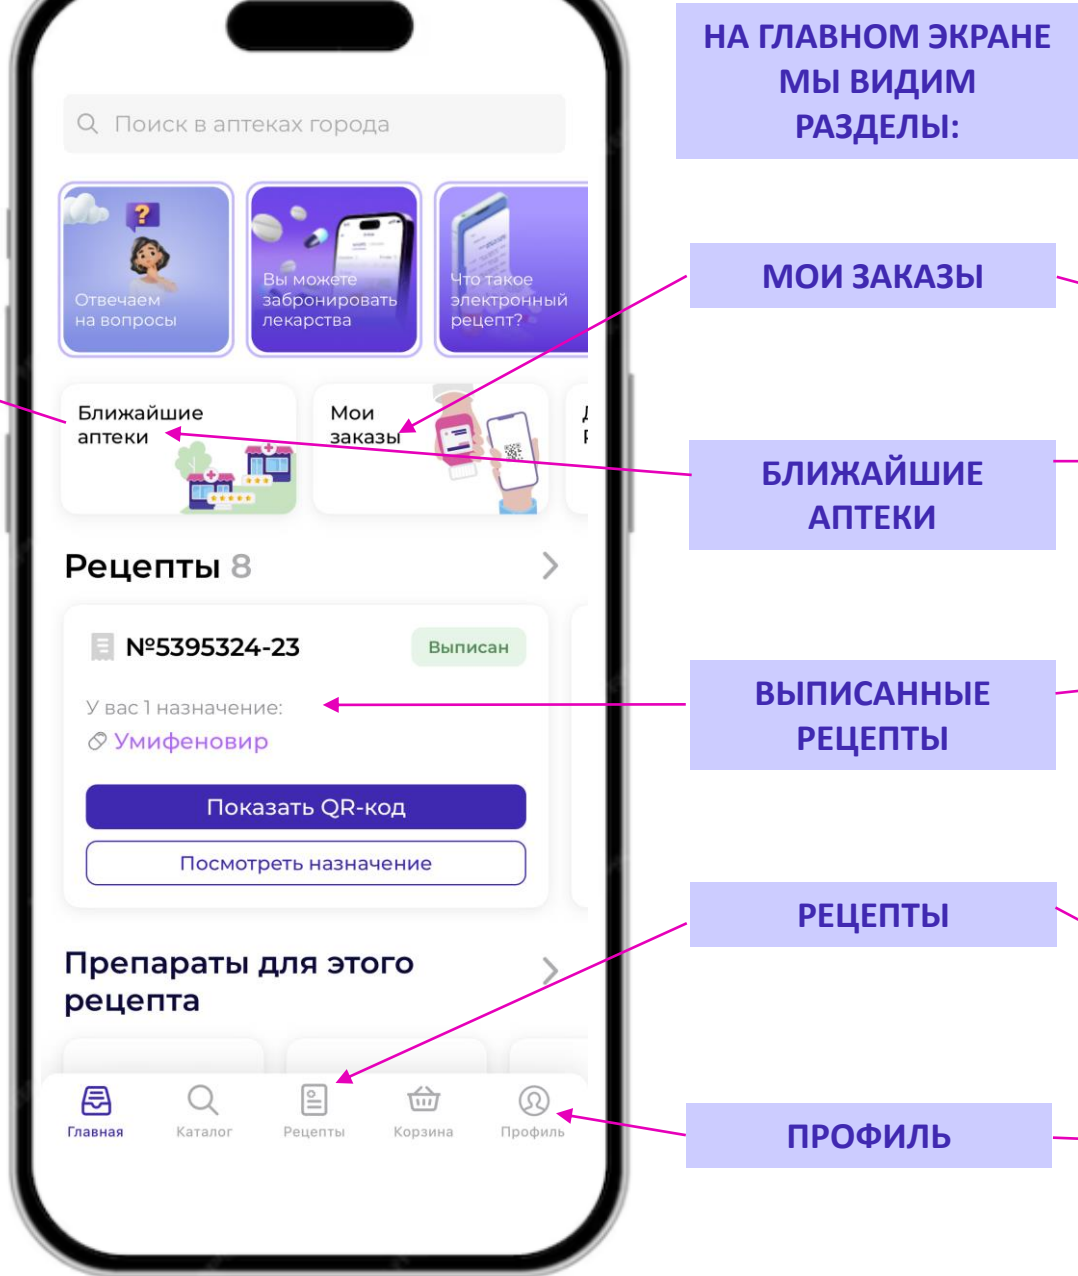 НА ГЛАВНОМ ЭКРАНЕ
МЫ ВИДИМ
РАЗДЕЛЫ:
Поиск в аптеках города
Отвечаем
на вопросы
Вы можете
забронировать
лекарства
Что такое
электронный
рецепт?
МОИ ЗАКАЗЫ
Ближайшие
аптеки
Мои
заказы
БЛИЖАЙШИЕ
АПТЕКИ
Рецепты 8
№5395324-23
Выписан
У вас 1 назначение:
Умифеновир
ВЫПИСАННЫЕ
РЕЦЕПТЫ
Показать QR-код
Посмотреть назначение
РЕЦЕПТЫ
Препараты для этого
рецепта
Главная
Каталог
Рецепты
Корзина
Профиль
ПРОФИЛЬ